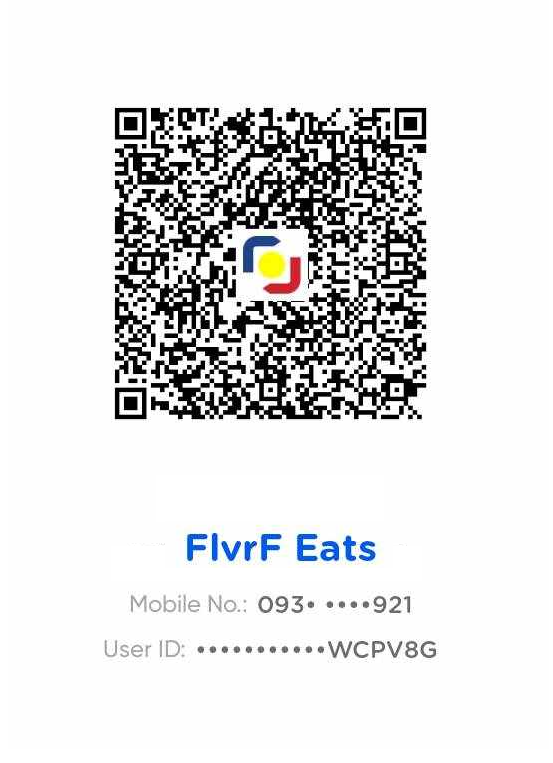 FlvrF Eats
Mobile No.: 093• ••••921
User ID: •••••••••••WCPV8G